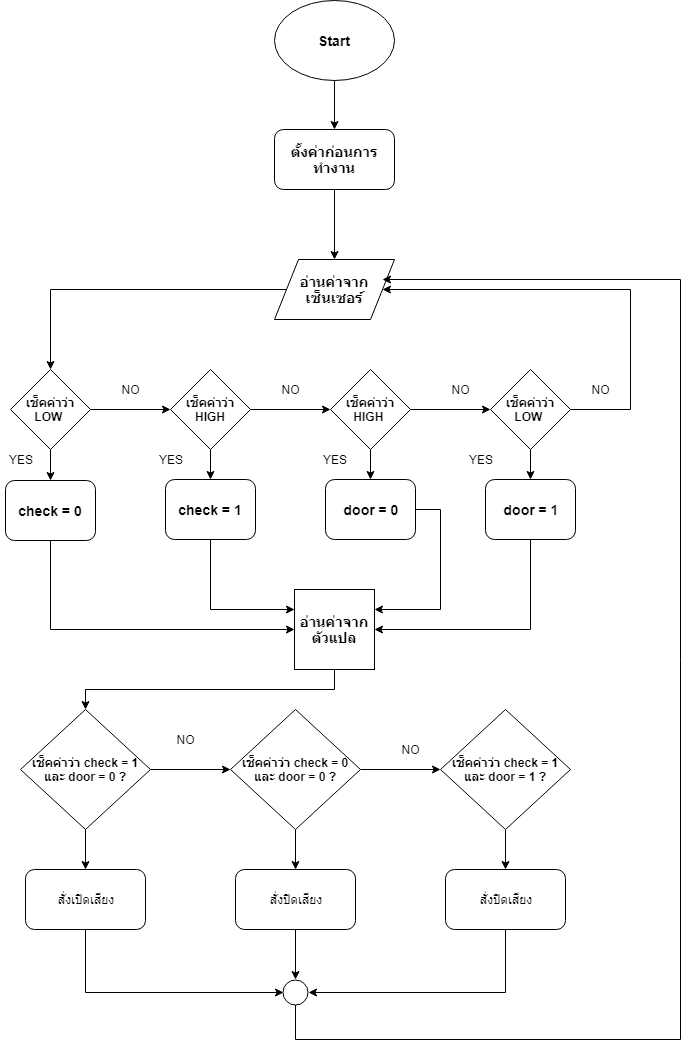 Start
ตั้งค่าก่อนการ
ทำงาน
อ่านค่าจาก
เซ็นเซอร์
NO
NO
NO
NO
เช็คค่าว่า
LOW
เช็คค่าว่า
HIGH
เช็คค่าว่า
HIGH
เช็คค่าว่า
LOW
YES
YES
YES
YES
check = 0
check = 1
door = 0
door = 1
อ่านค่าจาก
ตัวแปล
NO
NO
เช็คค่าว่า check = 1
และ door = 0 ?
เช็คค่าว่า check = 0
และ door = 0 ?
เช็คค่าว่า check = 1
และ door = 1 ?
สั่งเปิดเสียง
สั่งปิดเสียง
สั่งปิดเสียง